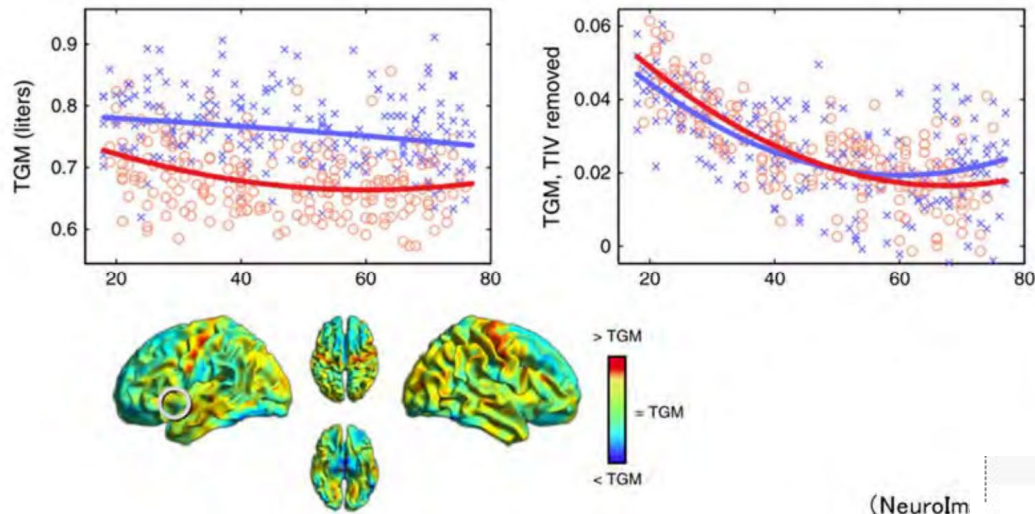 TGM (liters)
0.9
0.8
0.7
0.6
20 40 60 80
TGM, TIV removed
0.06
0.04
0.02
0
20 40 60 80
> TGM
= TGM
< TGM
(NeuroIm